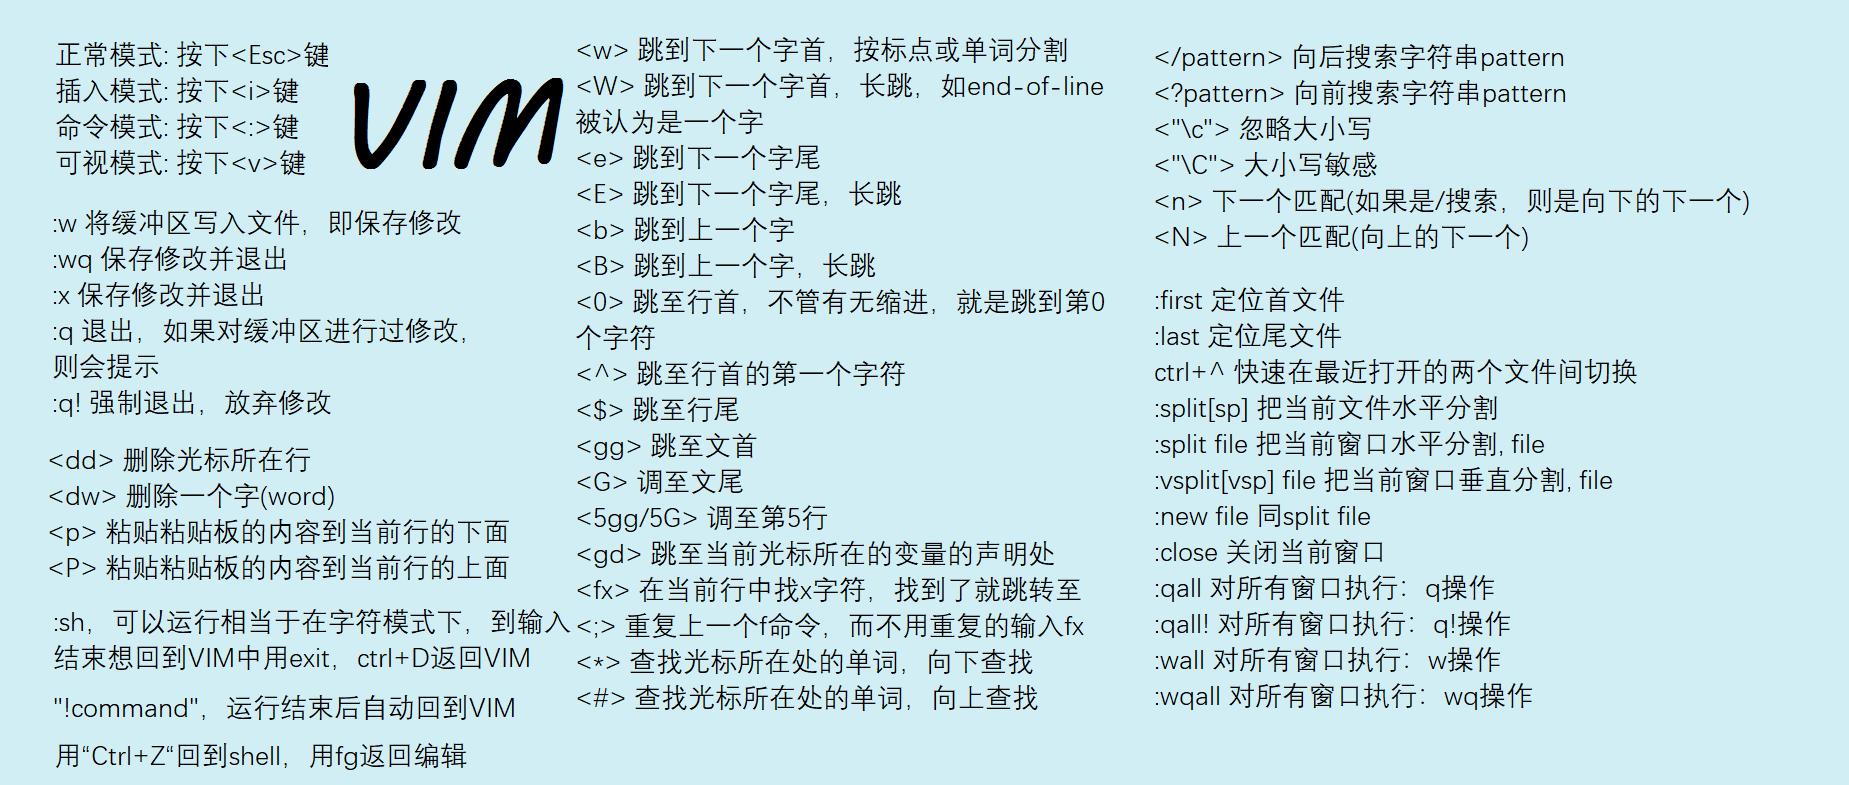 正常模式: 按下<Esc>键
插入模式: 按下<i>键
命令模式: 按下<:>键
可视模式: 按下<v>键
VIM
:w 将缓冲区写入文件，即保存修改
:wq 保存修改并退出
:x 保存修改并退出
:q 退出，如果对缓冲区进行过修改，
则会提示
:q! 强制退出，放弃修改
<dd> 删除光标所在行
<dw> 删除一个字(word)
<p> 粘贴粘贴板的内容到当前行的下面
<P> 粘贴粘贴板的内容到当前行的上面
:sh，可以运行相当于在字符模式下，到输入
结束想回到VIM中用exit，ctrl+D返回VIM
"!command"，运行结束后自动回到VIM
用“Ctrl+Z“回到shell，用fg返回编辑
<w> 跳到下一个字首，按标点或单词分割
<W> 跳到下一个字首，长跳，如end-of-line
被认为是一个字
<e> 跳到下一个字尾
<E> 跳到下一个字尾，长跳
<b> 跳到上一个字
<B> 跳到上一个字，长跳
<0> 跳至行首，不管有无缩进，就是跳到第0
个字符
<^> 跳至行首的第一个字符
<$> 跳至行尾
<gg> 跳至文首
<G> 调至文尾
<5gg/5G> 调至第5行
<gd> 跳至当前光标所在的变量的声明处
<fx> 在当前行中找x字符，找到了就跳转至
<;> 重复上一个f命令，而不用重复的输入fx
<*> 查找光标所在处的单词，向下查找
<#> 查找光标所在处的单词，向上查找
</pattern> 向后搜索字符串pattern
<?pattern> 向前搜索字符串pattern
<"\c"> 忽略大小写
<"\C"> 大小写敏感
<n> 下一个匹配(如果是/搜索，则是向下的下一个)
<N> 上一个匹配(向上的下一个)
:first 定位首文件
:last 定位尾文件
ctrl+^ 快速在最近打开的两个文件间切换
:split[sp] 把当前文件水平分割
:split file 把当前窗口水平分割, file
:vsplit[vsp] file 把当前窗口垂直分割, file
:new file 同split file
:close 关闭当前窗口
:qall 对所有窗口执行：q操作
:qall! 对所有窗口执行：q!操作
:wall 对所有窗口执行：w操作
:wqall 对所有窗口执行：wq操作